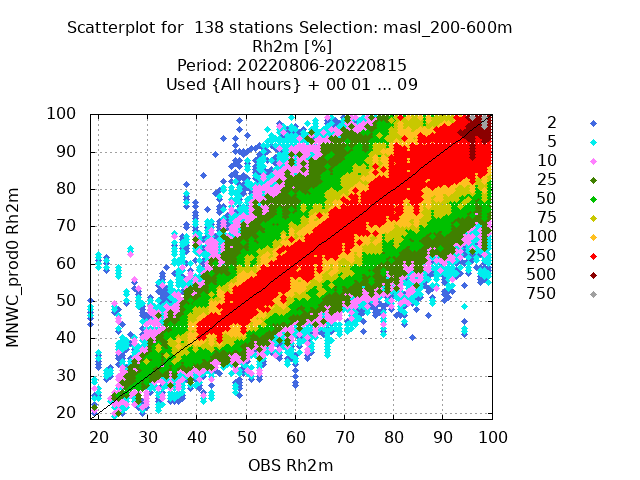 Scatterplot for  138 stations Selection: masl_200-600m
Rh2m [%]
Period: 20220806-20220815
Used {All hours} + 00 01 ... 09
100
90
80
70
60
50
40
30
20
MNWC_prod0 Rh2m
20 30 40 50 60 70 80 90 100
OBS Rh2m
2
5
10
25
50
75
100
250
500
750